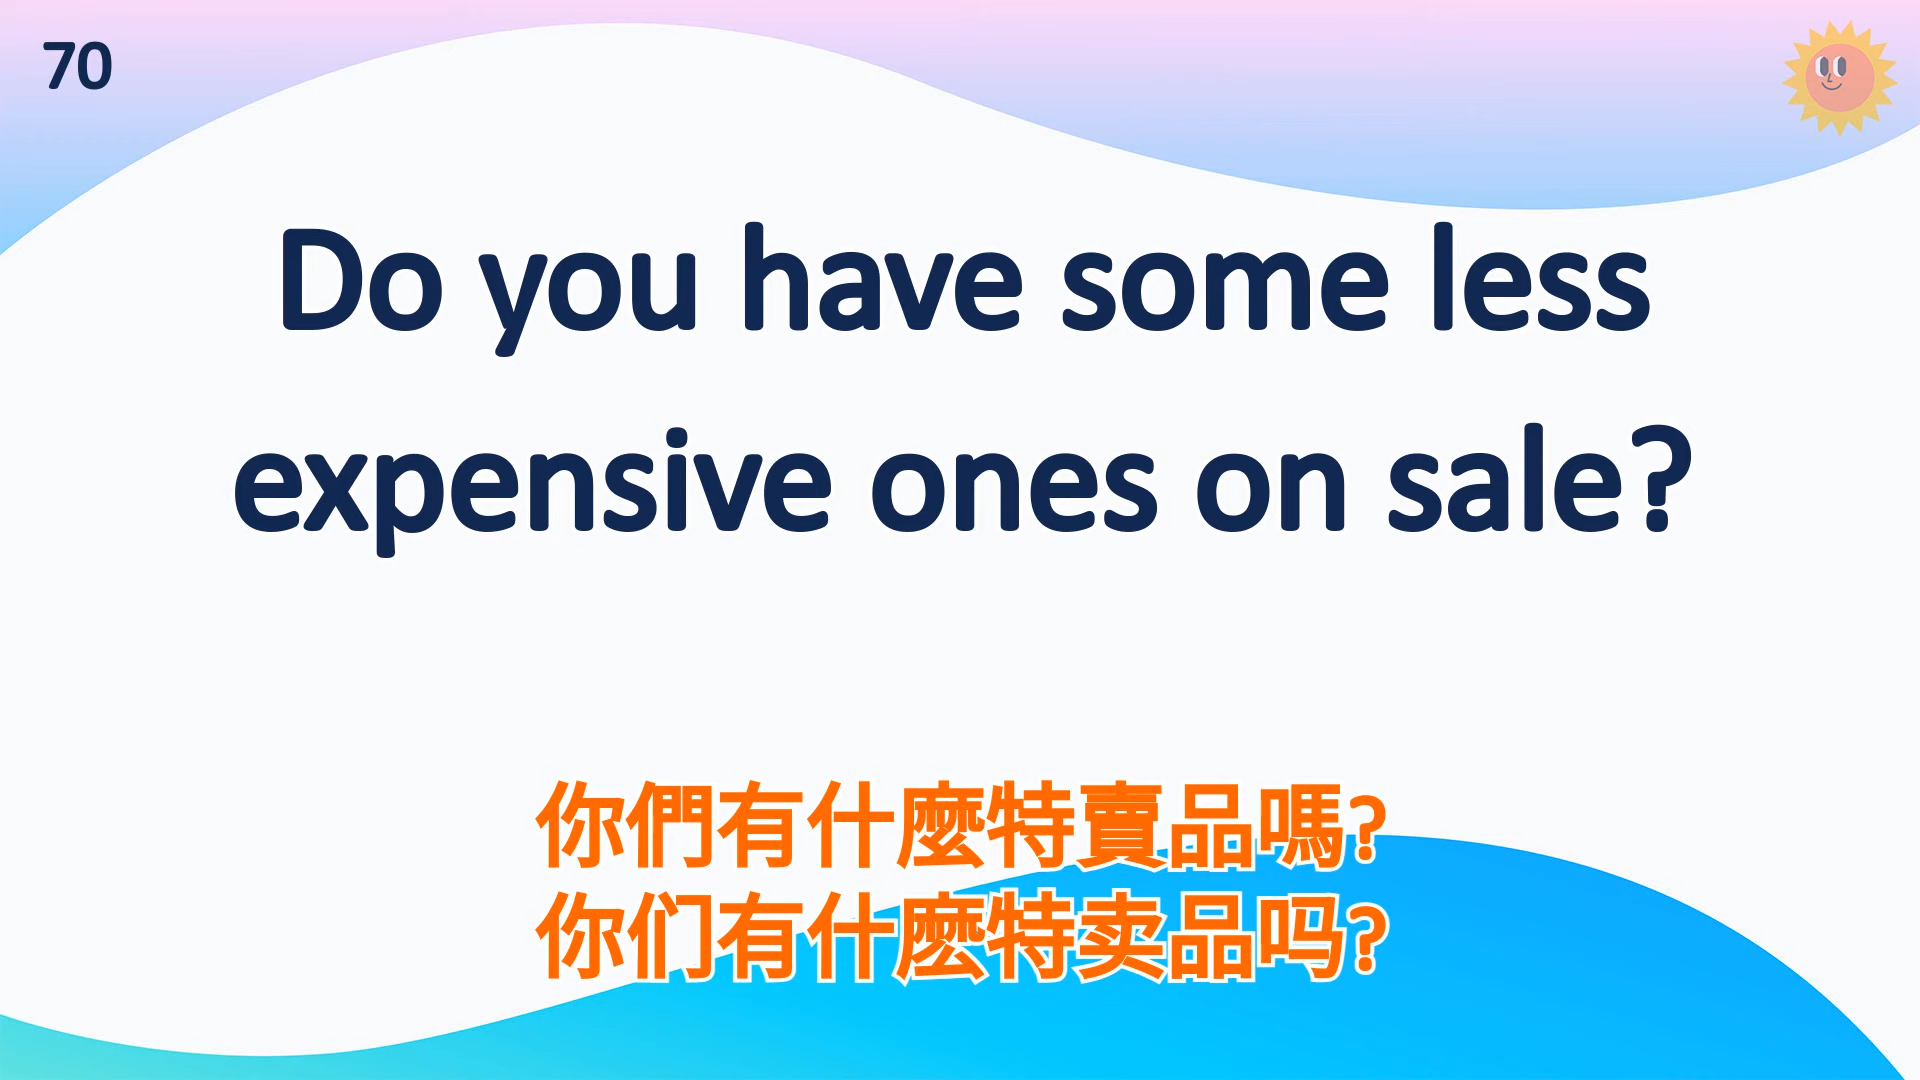 70
Do you have some less
expensive ones on sale?
你們有什麼特賣品嗎?
你们有什麽特卖品吗?